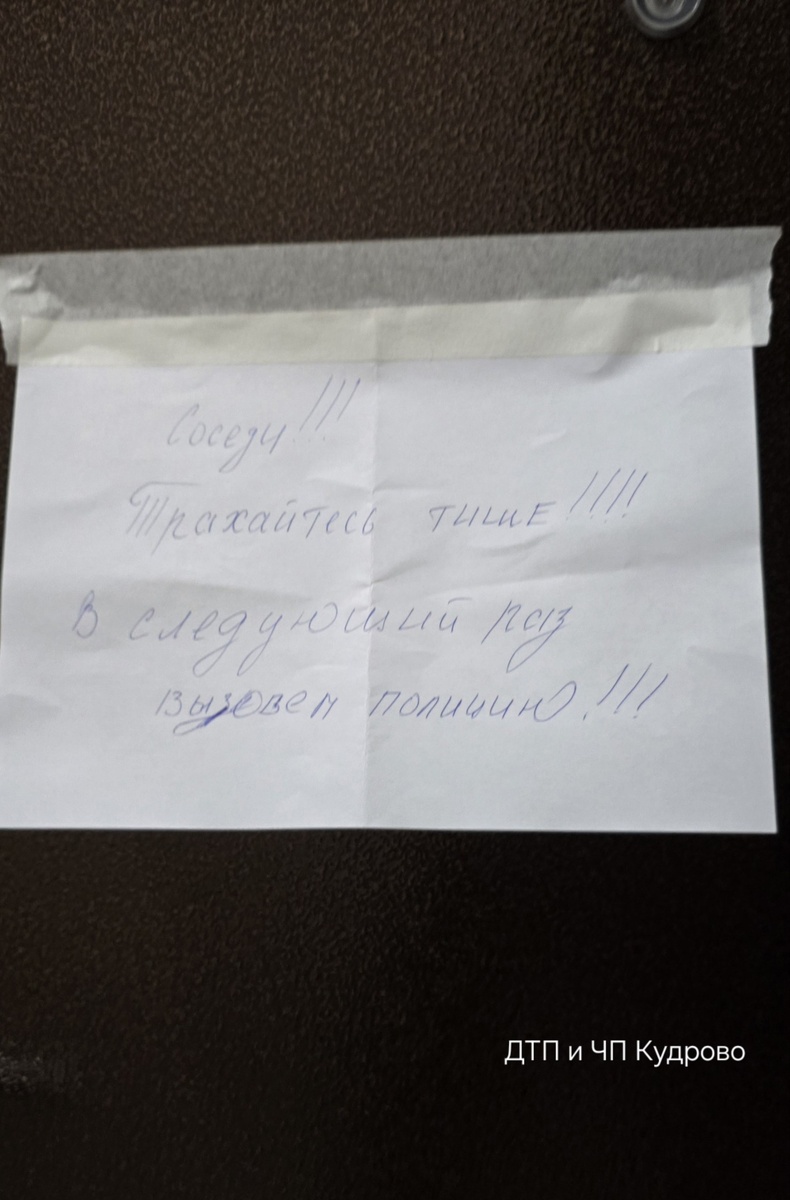 Соседи!!!
Трахайтесь тише!!!!
В следующий раз
вызовем полицию!!!
ДТП и ЧП Кудрово